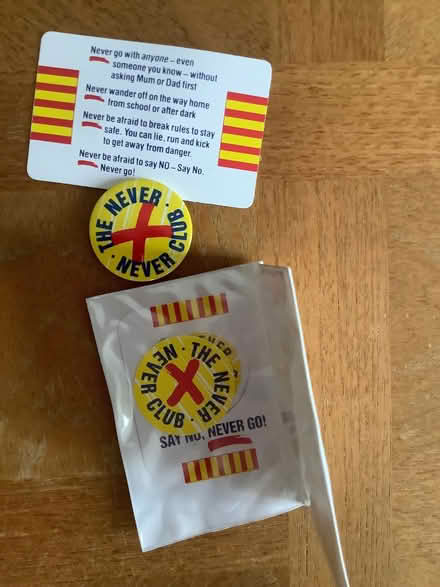 Never go with anyone – even
someone you know – without
asking Mum or Dad first
Never wander off on the way home
from school or after dark
Never be afraid to break rules to stay
safe. You can lie, run and kick
to get away from danger.
Never be afraid to say NO – Say No.
Never go!
THE NEVER ·
NEVER CLUB ·
THE NEVER ·
NEVER CLUB ·
SAY NO, NEVER GO!